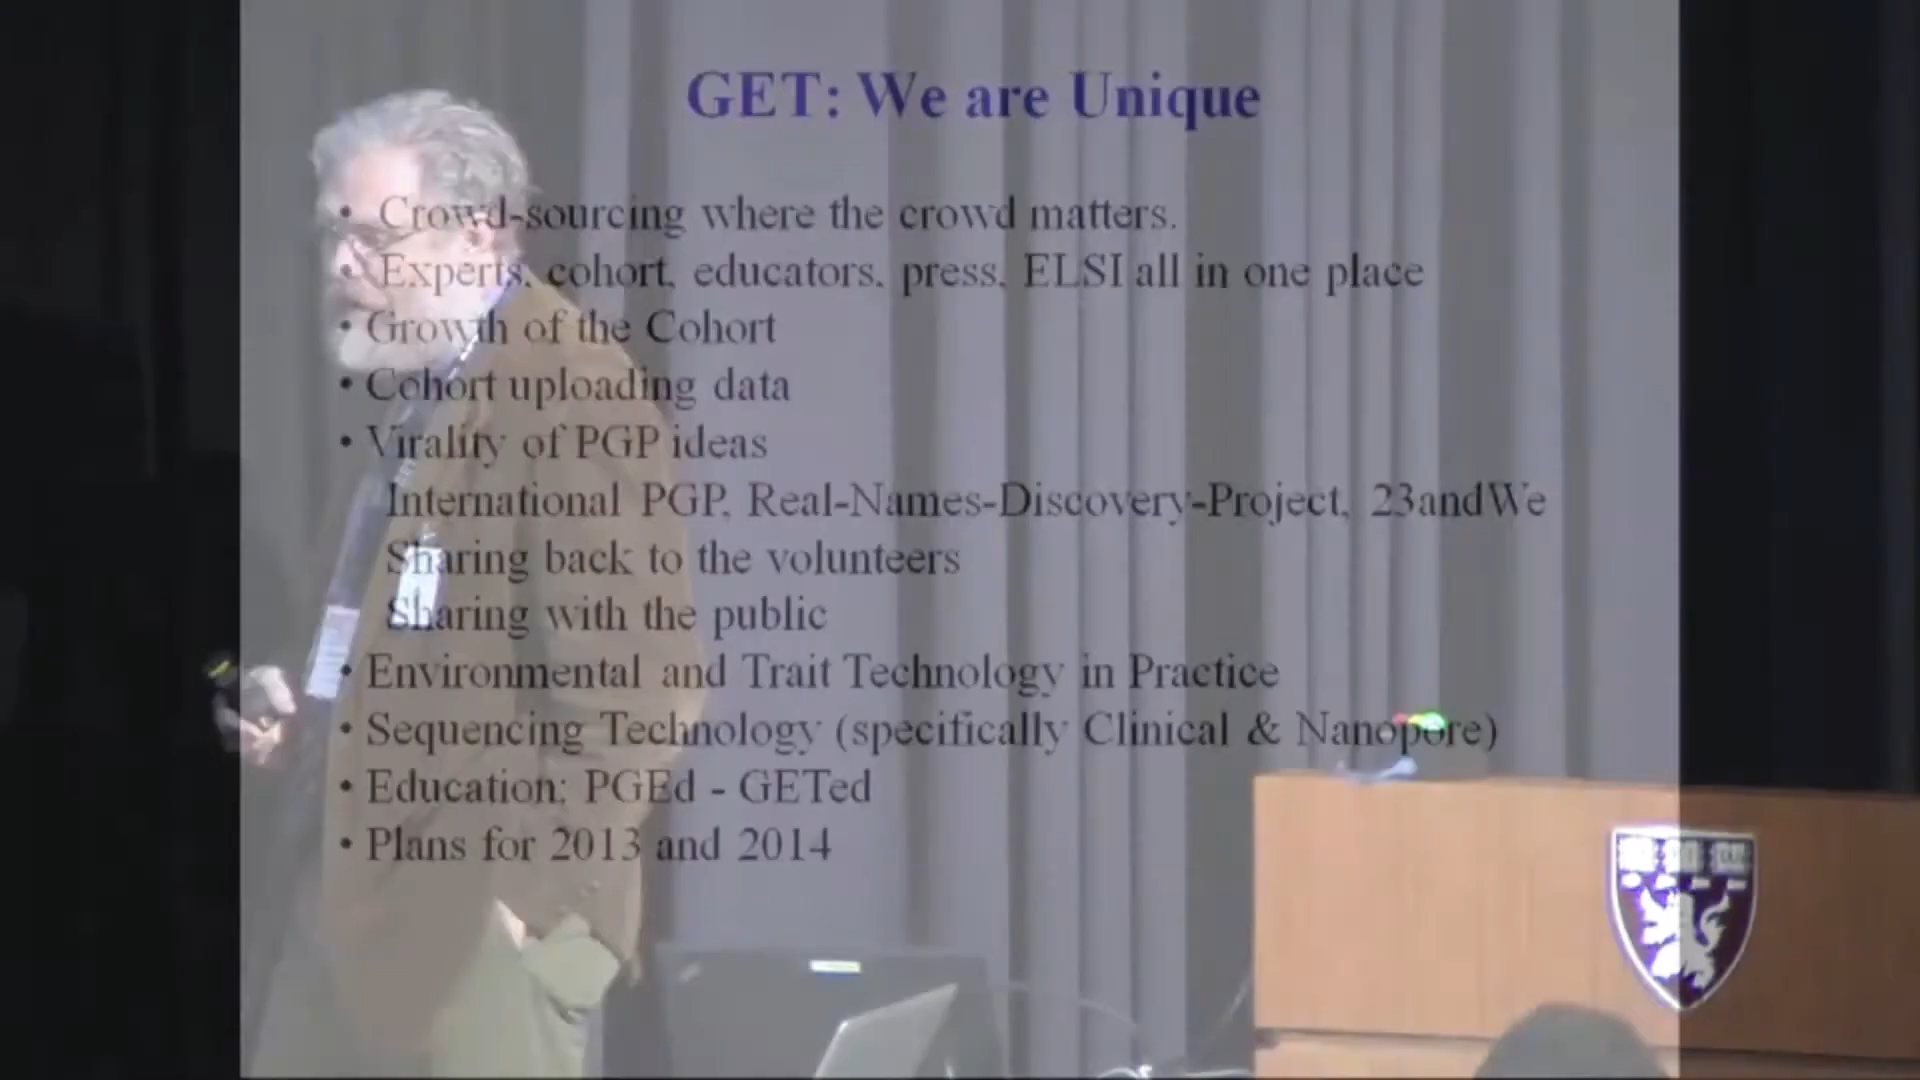 GET: We are Unique
• Crowd-sourcing where the crowd matters.
• Experts, cohort, educators, press, ELSI all in one place
• Growth of the Cohort
• Cohort uploading data
• Virality of PGP ideas
International PGP, Real-Names-Discovery-Project, 23andWe
Sharing back to the volunteers
Sharing with the public
• Environmental and Trait Technology in Practice
• Sequencing Technology (specifically Clinical & Nanopore)
• Education: PGEd - GETed
• Plans for 2013 and 2014